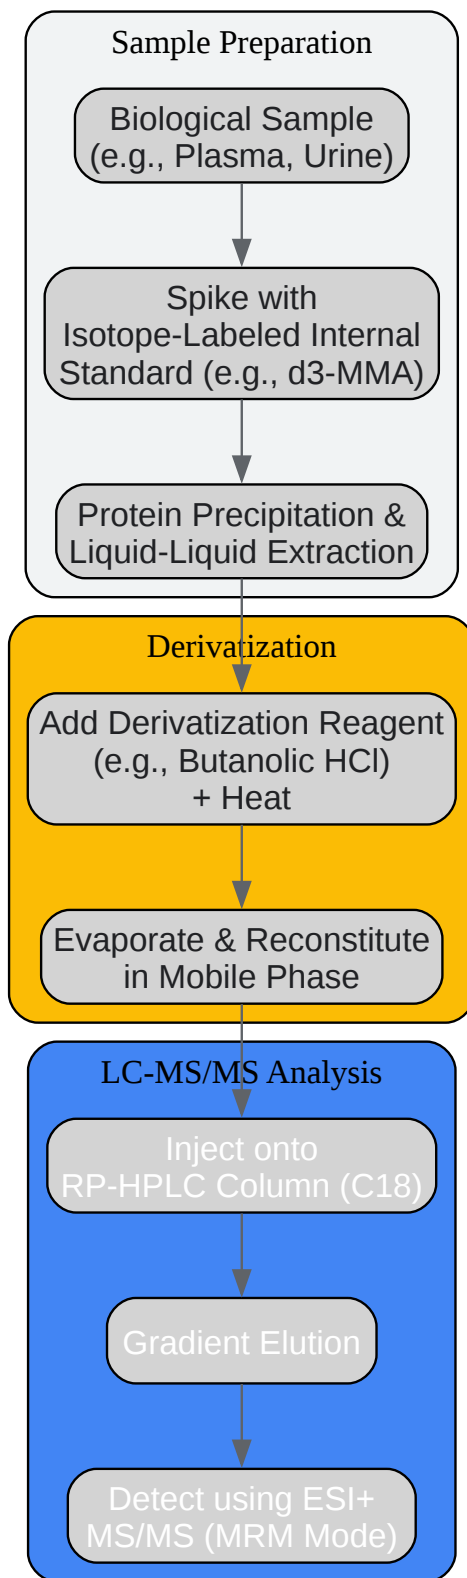 Sample Preparation
Biological Sample
(e.g., Plasma, Urine)
Spike with
Isotope-Labeled Internal
Standard (e.g., d3-MMA)
Protein Precipitation &
Liquid-Liquid Extraction
Derivatization
Add Derivatization Reagent
(e.g., Butanolic HCl)
+ Heat
Evaporate & Reconstitute
in Mobile Phase
LC-MS/MS Analysis
Inject onto
RP-HPLC Column (C18)
Gradient Elution
Detect using ESI+
MS/MS (MRM Mode)